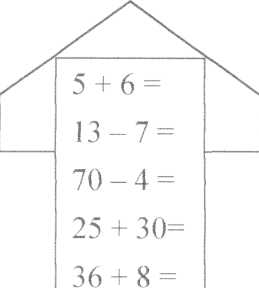 5 + 6 =
13 – 7 =
70 – 4 =
25 + 30=
36 + 8 =